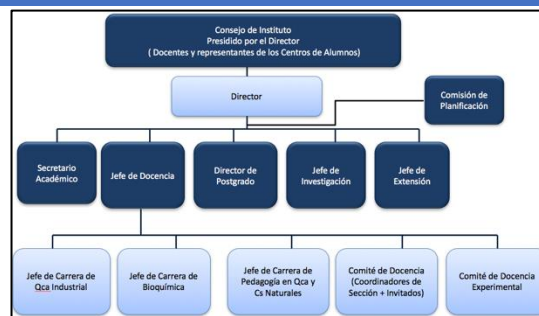 Consejo de Instituto
Presidido por el Director
( Docentes y representantes de los Centros de Alumnos)
Director
Comisión de
Planificación
Secretario
Académico
Jefe de Docencia
Director de
Postgrado
Jefe de
Investigación
Jefe de
Extensión
Jefe de Carrera de
Qca Industrial
Jefe de Carrera de
Bioquímica
Jefe de Carrera de
Pedagogía en Qca y
Cs Naturales
Comité de Docencia
(Coordinadores de
Sección + Invitados)
Comité de Docencia
Experimental